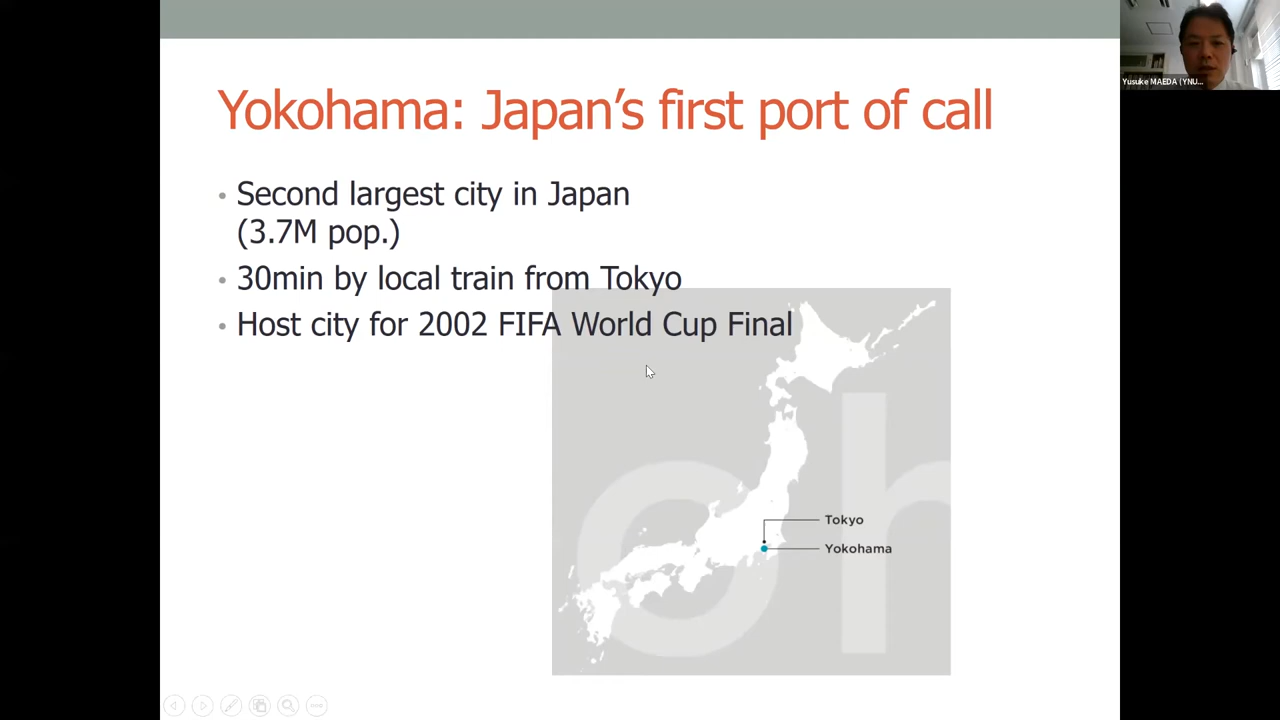 Yokohama: Japan's first port of call
• Second largest city in Japan
(3.7M pop.)
• 30min by local train from Tokyo
• Host city for 2002 FIFA World Cup Final
Tokyo
Yokohama
oh
Yusuke MAEDA (YNU...